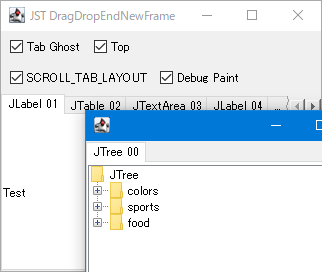 JST DragDropEndNewFrame
Tab Ghost Top
SCROLL_TAB_LAYOUT Debug Paint
JLabel 01 JTable 02 JTextArea 03 JLabel 04 ...
JTree 00
JTree
colors
Test
sports
food